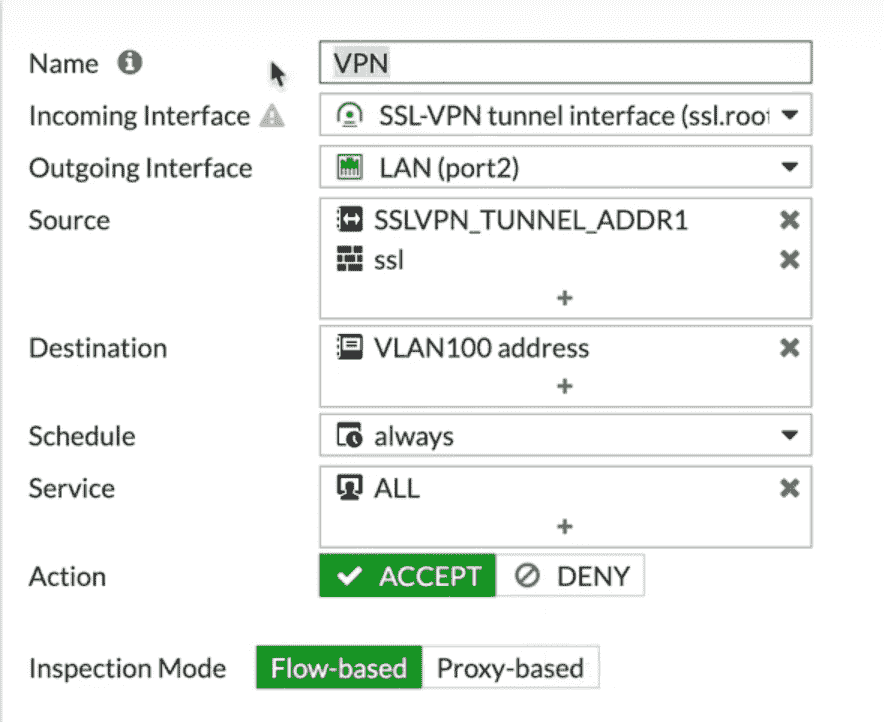 Name VPN
Incoming Interface SSL-VPN tunnel interface (ssl.root
Outgoing Interface LAN (port2)
Source SSLVPN_TUNNEL_ADDR1
ssl
+
Destination VLAN100 address
+
Schedule always
Service ALL
+
Action ACCEPT DENY
Inspection Mode Flow-based Proxy-based